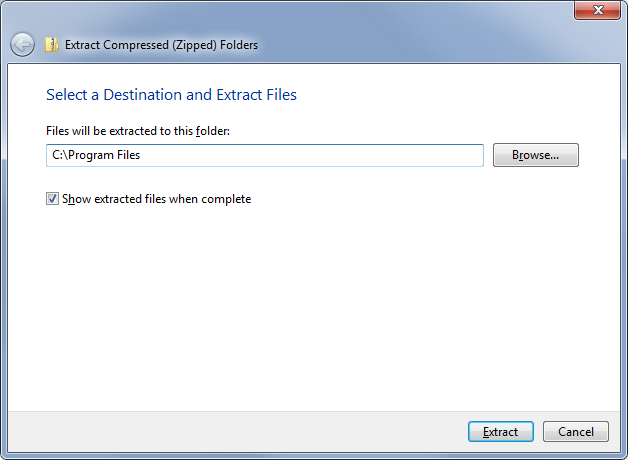 Extract Compressed (Zipped) Folders
Select a Destination and Extract Files
Files will be extracted to this folder:
C:\Program Files
Browse...
Show extracted files when complete
Extract
Cancel